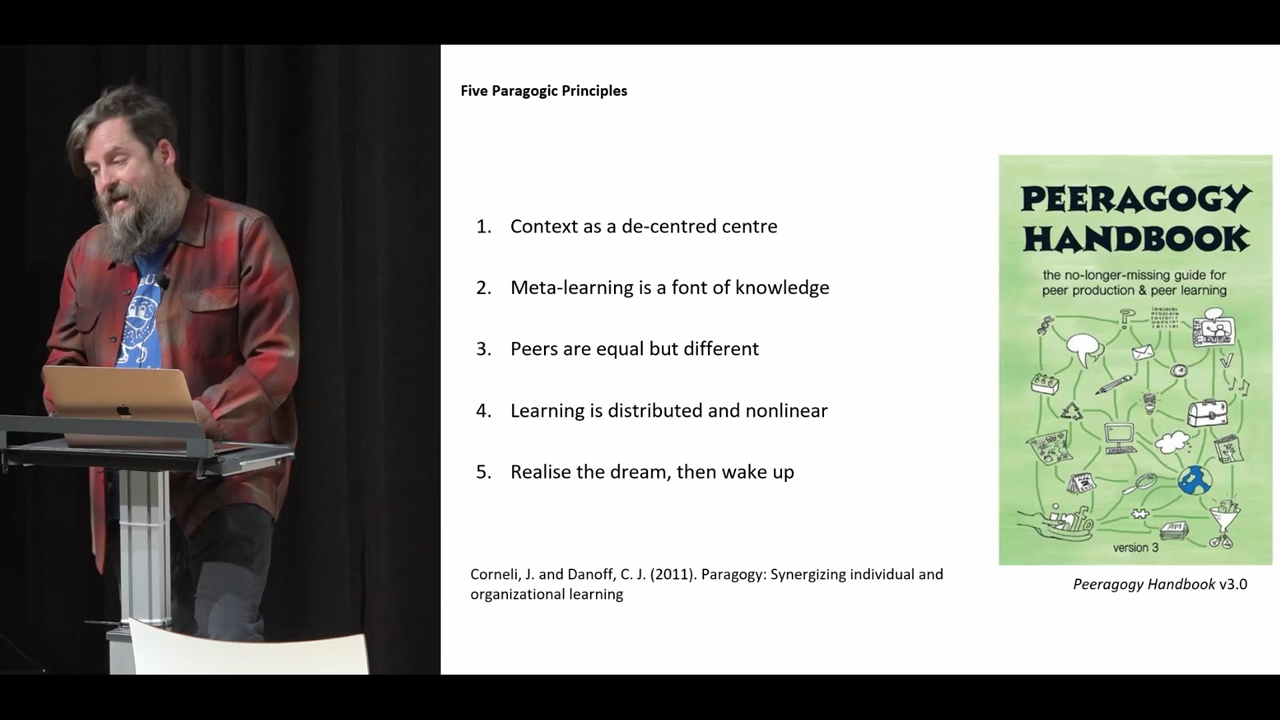 Five Paragogic Principles
1. Context as a de-centred centre
2. Meta-learning is a font of knowledge
3. Peers are equal but different
4. Learning is distributed and nonlinear
5. Realise the dream, then wake up
Corneli, J. and Danoff, C. J. (2011). Paragogy: Synergizing individual and
organizational learning
PEERAGOGY
HANDBOOK
the no-longer-missing guide for
peer production & peer learning
version 3
Peeragogy Handbook v3.0